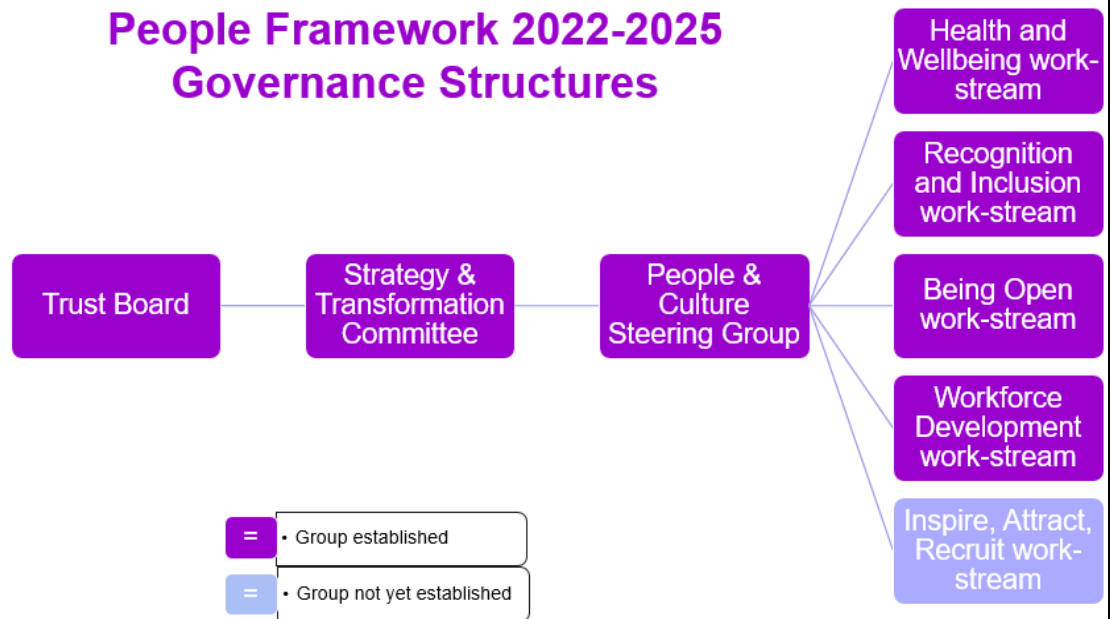 People Framework 2022-2025
Governance Structures
Trust Board
Strategy &
Transformation
Committee
People &
Culture
Steering Group
Health and
Wellbeing work-
stream
Recognition
and Inclusion
work-stream
Being Open
work-stream
Workforce
Development
work-stream
Inspire, Attract,
Recruit work-
stream
= • Group established
= • Group not yet established